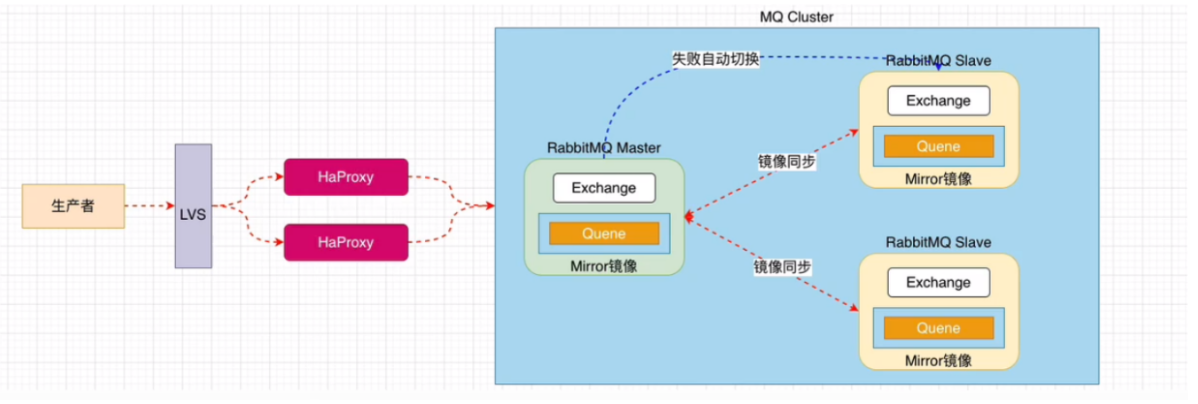 MQ Cluster
失败自动切换
RabbitMQ Slave
Exchange
Quene
Mirror镜像
RabbitMQ Master
Exchange
Quene
Mirror镜像
镜像同步
镜像同步
HaProxy
HaProxy
生产者
LVS
RabbitMQ Slave
Exchange
Quene
Mirror镜像